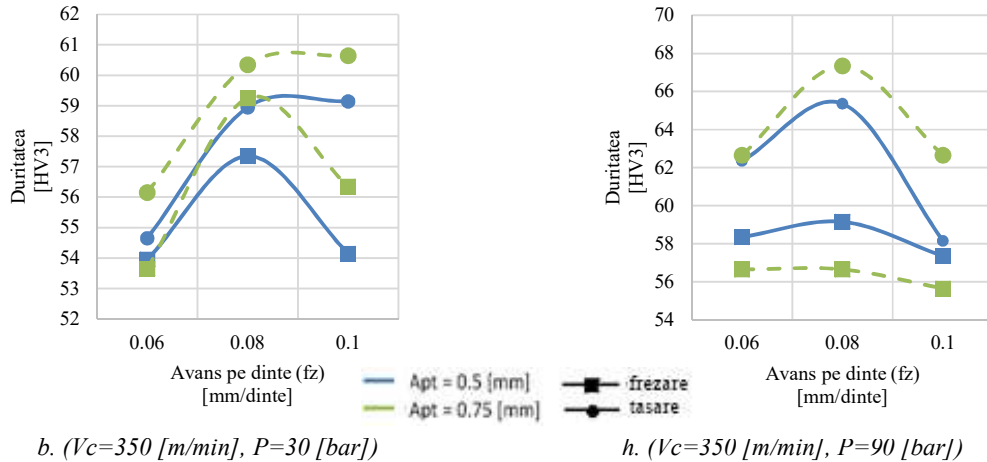 Duritatea
[HV3]
62
61
60
59
58
57
56
55
54
53
52
0.06 0.08 0.1
Avans pe dinte (fz)
[mm/dinte]
b. (Vc=350 [m/min], P=30 [bar])
Duritatea
[HV3]
70
68
66
64
62
60
58
56
54
0.06 0.08 0.1
Avans pe dinte (fz)
[mm/dinte]
h. (Vc=350 [m/min], P=90 [bar])
Apt = 0.5 [mm]
Apt = 0.75 [mm]
frezare
tasare